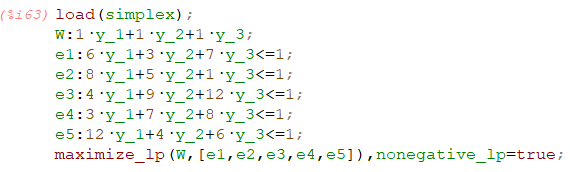 (%i63) load(simplex);
W:1·y_1+1·y_2+1·y_3;
e1:6·y_1+3·y_2+7·y_3<=1;
e2:8·y_1+5·y_2+1·y_3<=1;
e3:4·y_1+9·y_2+12·y_3<=1;
e4:3·y_1+7·y_2+8·y_3<=1;
e5:12·y_1+4·y_2+6·y_3<=1;
maximize_lp(W,[e1,e2,e3,e4,e5]),nonegative_lp=true;